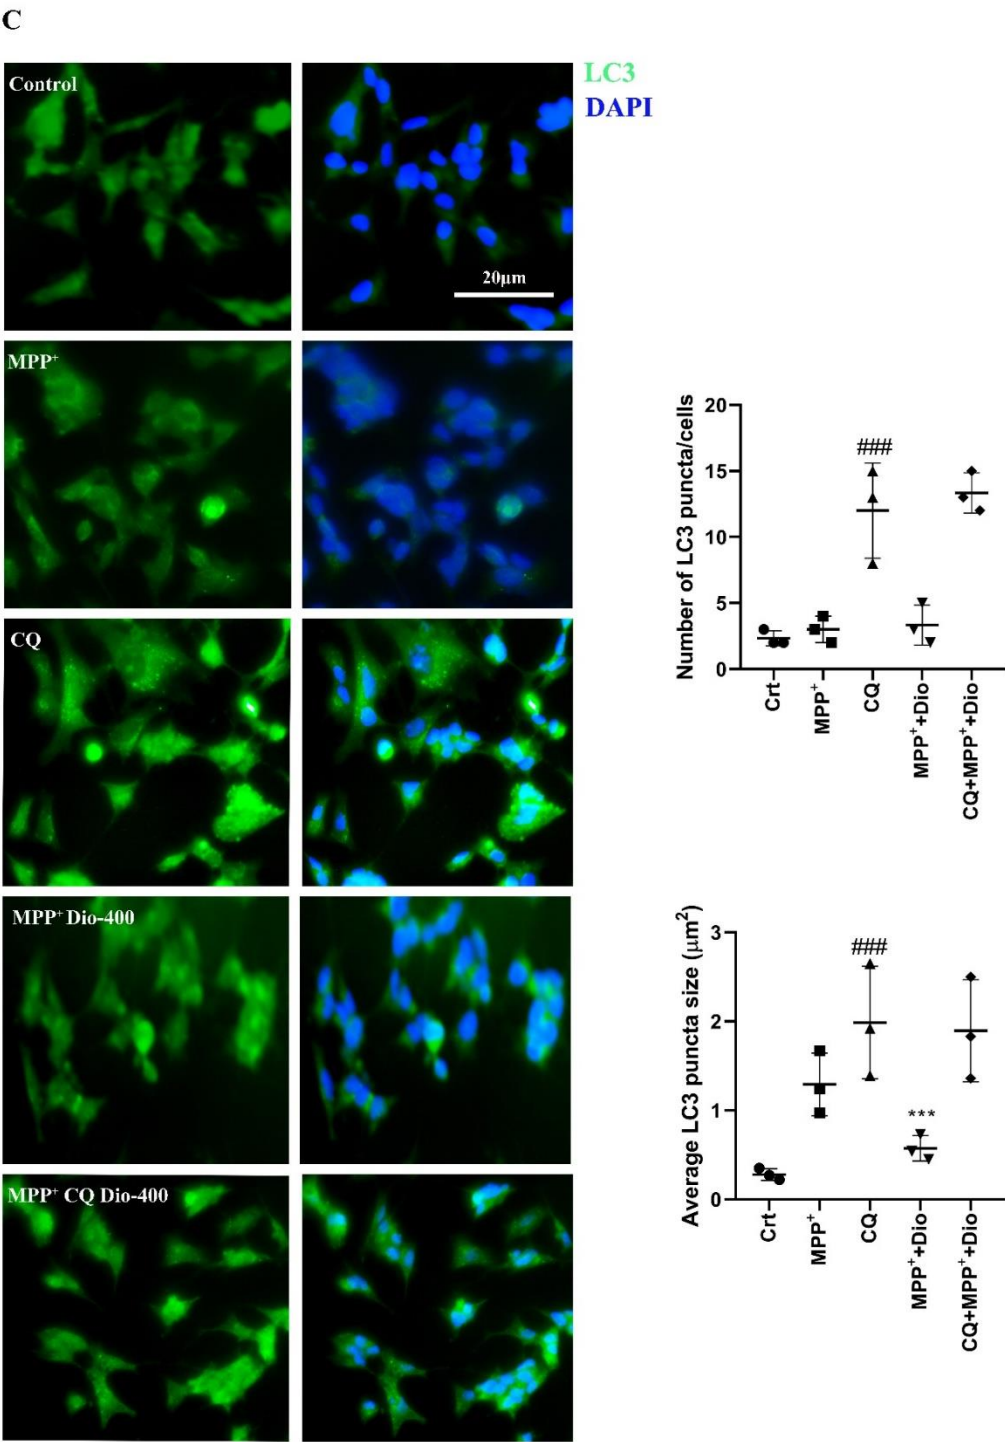 C
Control
LC3
DAPI
20μm
MPP⁺
CQ
MPP⁺ Dio-400
MPP⁺ CQ Dio-400
Number of LC3 puncta/cells
20
15
10
5
0
###
Crt
MPP⁺
CQ
MPP⁺+Dio
CQ+MPP⁺+Dio
Average LC3 puncta size (μm²)
3
2
1
0
###
***
Crt
MPP⁺
CQ
MPP⁺+Dio
CQ+MPP⁺+Dio